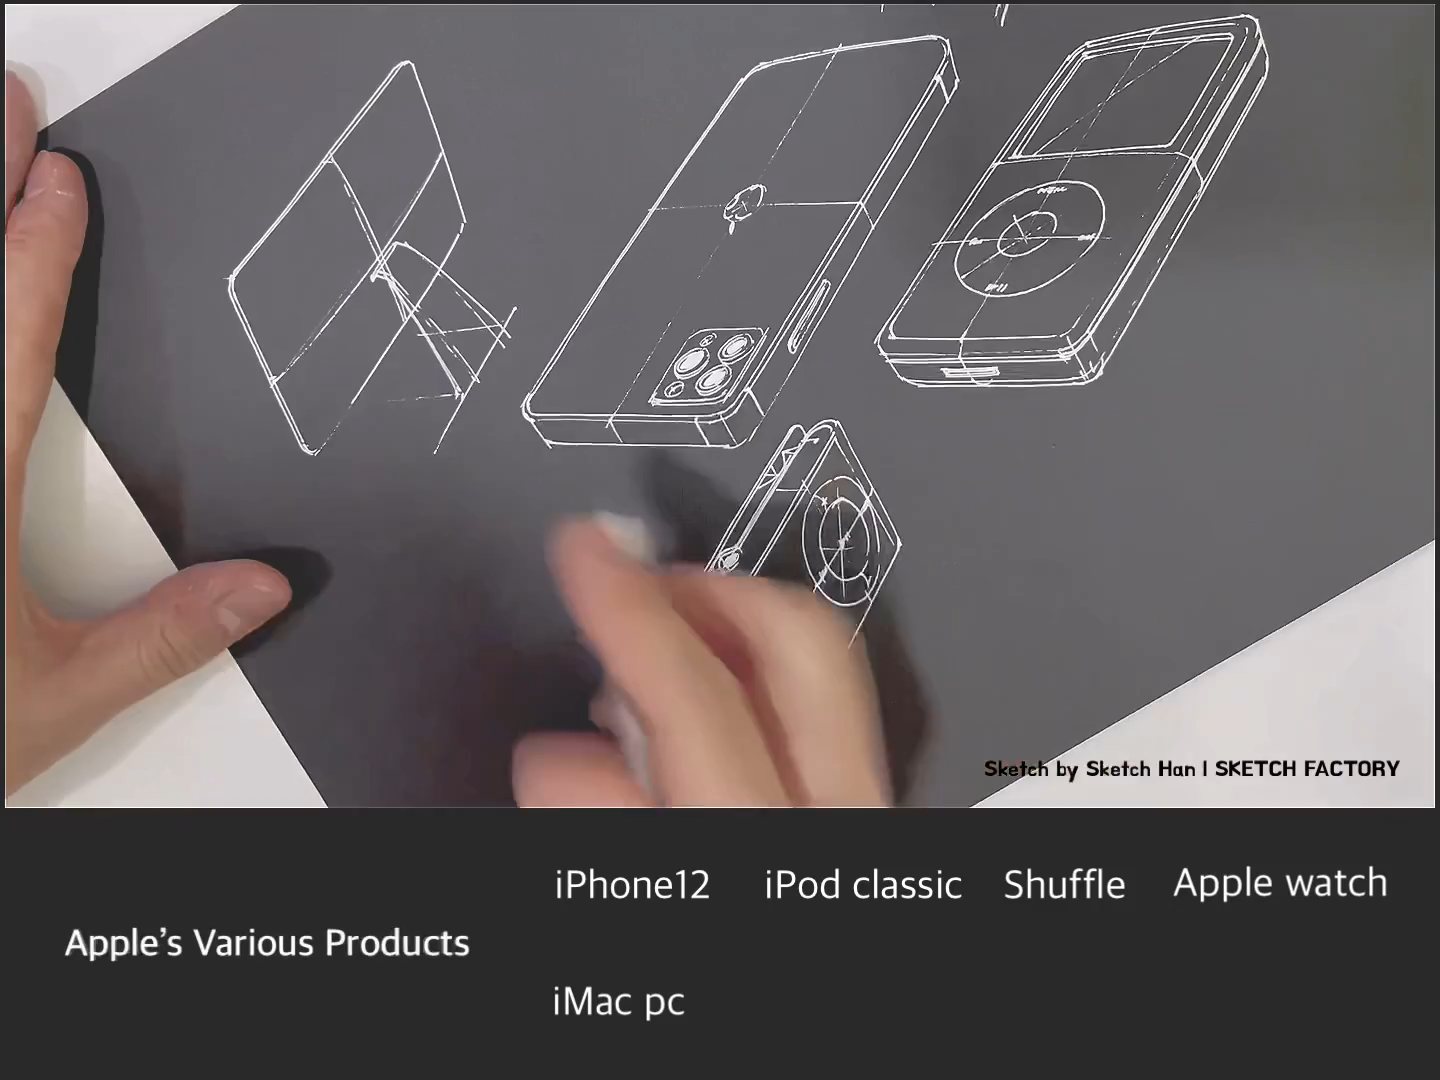 Sketch by Sketch Han | SKETCH FACTORY
iPhone12 iPod classic Shuffle Apple watch
Apple's Various Products
iMac pc